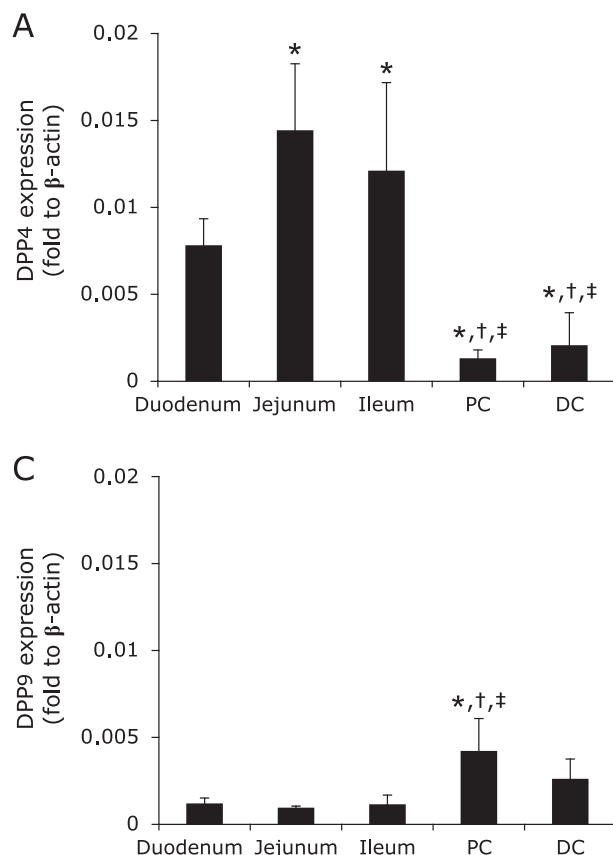 A
DPP4 expression
(fold to β-actin)
0.02
0.015
0.01
0.005
0
*
*
*,†,‡
*,†,‡
Duodenum Jejunum Ileum PC DC
C
DPP9 expression
(fold to β-actin)
0.02
0.015
0.01
0.005
0
*,†,‡
Duodenum Jejunum Ileum PC DC